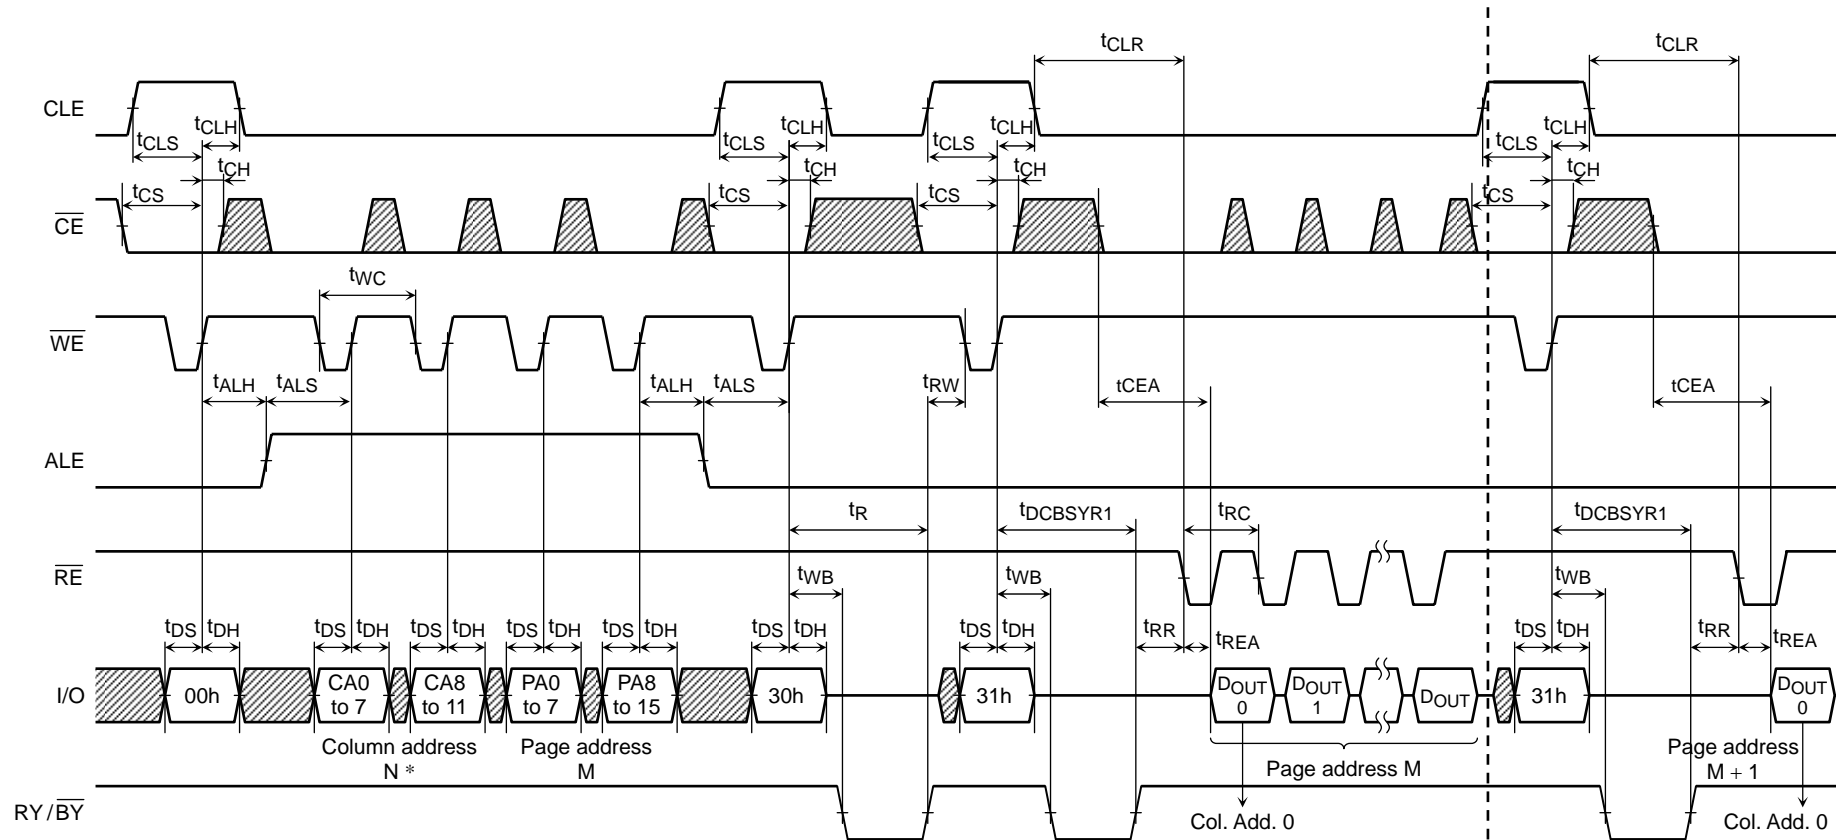 tCLR tCLR
CLE
tCLS tCLH tCLS tCLH tCLS tCLH tCLS tCLH
tCS tCH tCS tCH tCS tCH tCS tCH
CE
tWC
WE
tALH tALS tALH tALS tRW tCEA tCEA
ALE
tR tDCBSYR1 tRC tDCBSYR1
RE
tWB tWB tWB
tDS tDH tDS tDH tDS tDH tDS tDH tDS tDH tDS tDH tDS tDH tRR tREA tDS tDH tRR tREA
I/O
00h
CA0 to 7
CA8 to 11
PA0 to 7
PA8 to 15
30h
31h
DOUT 0
DOUT 1
DOUT
31h
DOUT 0
Column address
N *
Page address
M
Page address M
Page address
M + 1
RY/BY
Col. Add. 0
Col. Add. 0